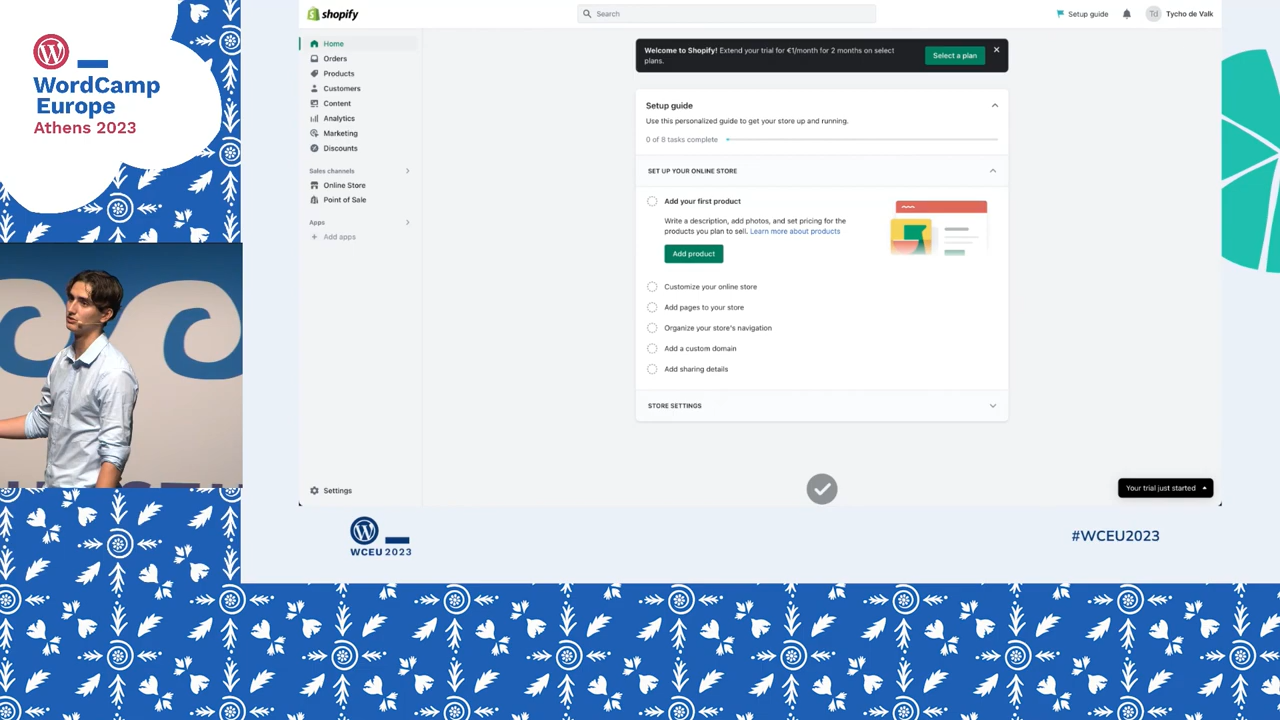 WordCamp
Europe
Athens 2023
shopify
Search
Setup guide
Td
Tycho de Valk
Home
Orders
Products
Customers
Content
Analytics
Marketing
Discounts
Sales channels
Online Store
Point of Sale
Apps
Add apps
Settings
Welcome to Shopify! Extend your trial for €1/month for 2 months on select
plans.
Select a plan
Setup guide
Use this personalized guide to get your store up and running.
0 of 8 tasks complete
SET UP YOUR ONLINE STORE
Add your first product
Write a description, add photos, and set pricing for the
products you plan to sell. Learn more about products
Add product
Customize your online store
Add pages to your store
Organize your store's navigation
Add a custom domain
Add sharing details
STORE SETTINGS
Your trial just started
WCEU 2023
#WCEU2023